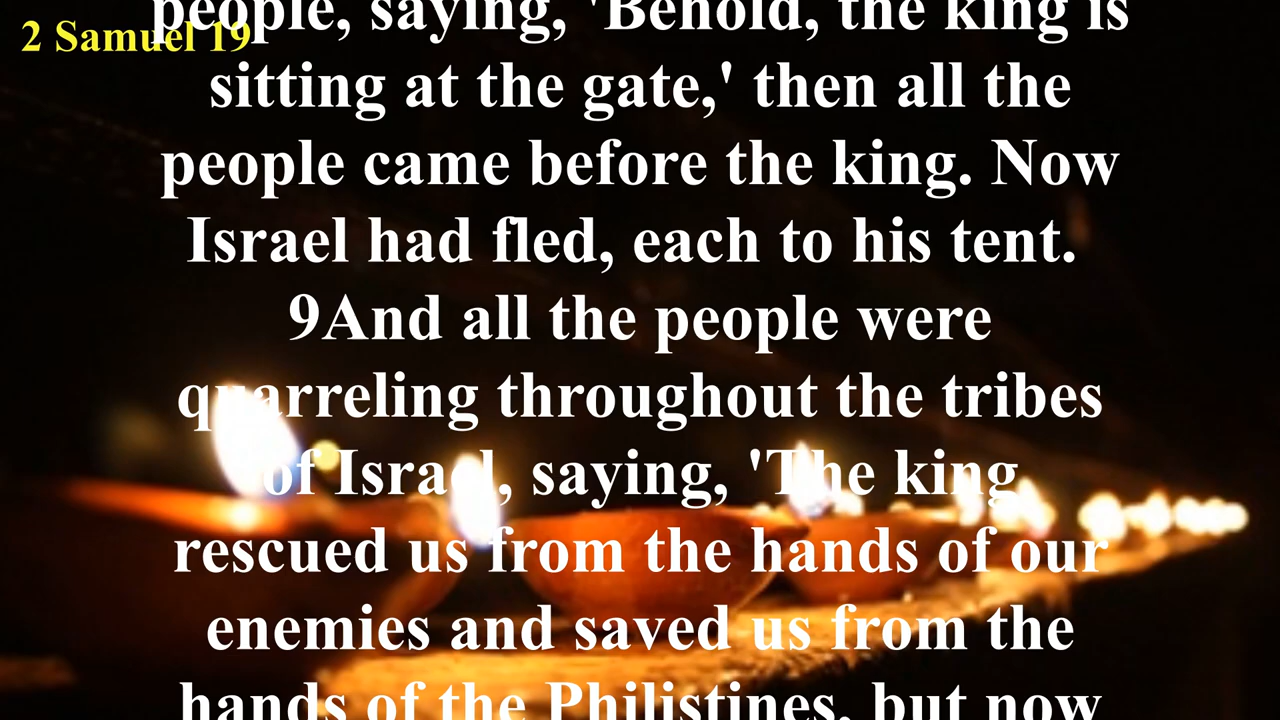 people, saying, 'Behold, the king is
2 Samuel 19
sitting at the gate,' then all the
people came before the king. Now
Israel had fled, each to his tent.
9And all the people were
quarreling throughout the tribes
of Israel, saying, 'The king
rescued us from the hands of our
enemies and saved us from the
hands of the Philistines, but now